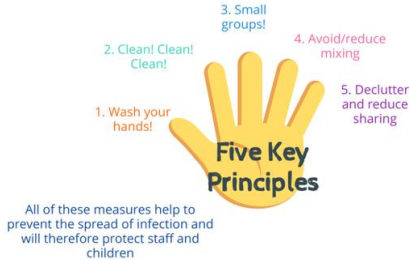 3. Small
groups!
4. Avoid/reduce
mixing
2. Clean! Clean!
Clean!
5. Declutter
and reduce
sharing
1. Wash your
hands!
Five Key
Principles
All of these measures help to
prevent the spread of infection and
will therefore protect staff and
children